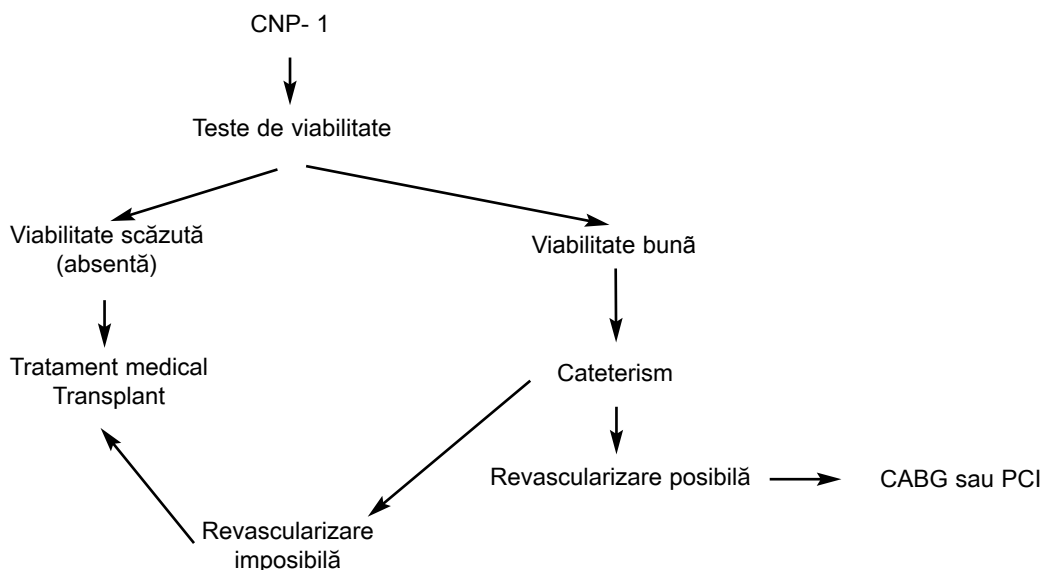 CNP- 1
Teste de viabilitate
Viabilitate scăzută
(absentă)
Viabilitate bunã
Tratament medical
Transplant
Cateterism
Revascularizare posibilă
CABG sau PCI
Revascularizare
imposibilă